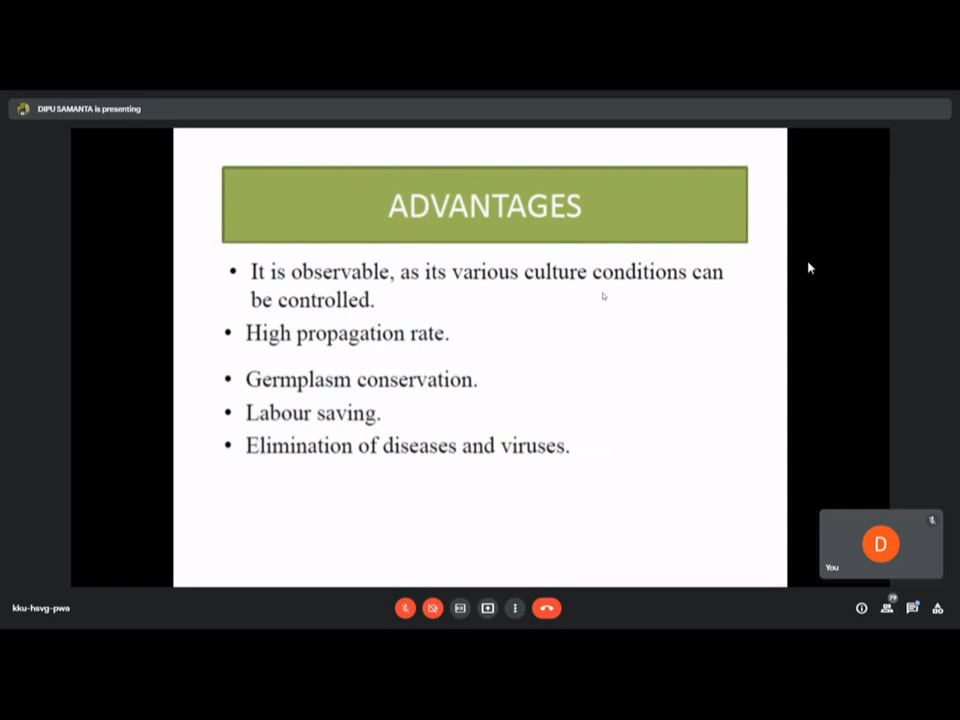 DIPU SAMANTA is presenting
ADVANTAGES
• It is observable, as its various culture conditions can
be controlled.
• High propagation rate.
• Germplasm conservation.
• Labour saving.
• Elimination of diseases and viruses.
D
You
kku-hsvg-pwa
79